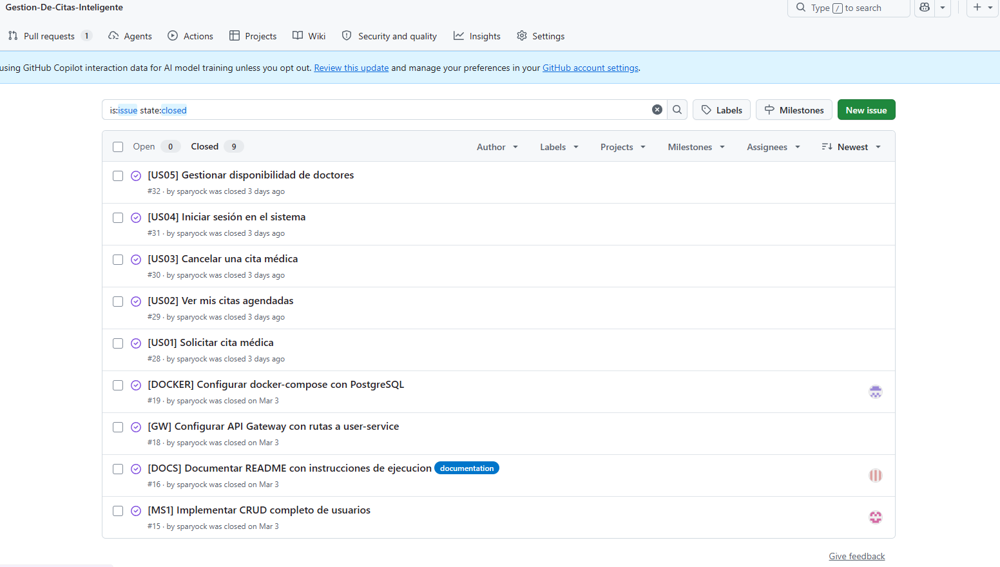 Gestion-De-Citas-Inteligente
Type / to search
Pull requests 1 Agents Actions Projects Wiki Security and quality Insights Settings
using GitHub Copilot interaction data for AI model training unless you opt out. Review this update and manage your preferences in your GitHub account settings.
is:issue state:closed
Labels Milestones New issue
Open 0 Closed 9 Author Labels Projects Milestones Assignees Newest
[US05] Gestionar disponibilidad de doctores
#32 · by sparyock was closed 3 days ago
[US04] Iniciar sesión en el sistema
#31 · by sparyock was closed 3 days ago
[US03] Cancelar una cita médica
#30 · by sparyock was closed 3 days ago
[US02] Ver mis citas agendadas
#29 · by sparyock was closed 3 days ago
[US01] Solicitar cita médica
#28 · by sparyock was closed 3 days ago
[DOCKER] Configurar docker-compose con PostgreSQL
#19 · by sparyock was closed on Mar 3
[GW] Configurar API Gateway con rutas a user-service
#18 · by sparyock was closed on Mar 3
[DOCS] Documentar README con instrucciones de ejecucion documentation
#16 · by sparyock was closed on Mar 3
[MS1] Implementar CRUD completo de usuarios
#15 · by sparyock was closed on Mar 3
Give feedback